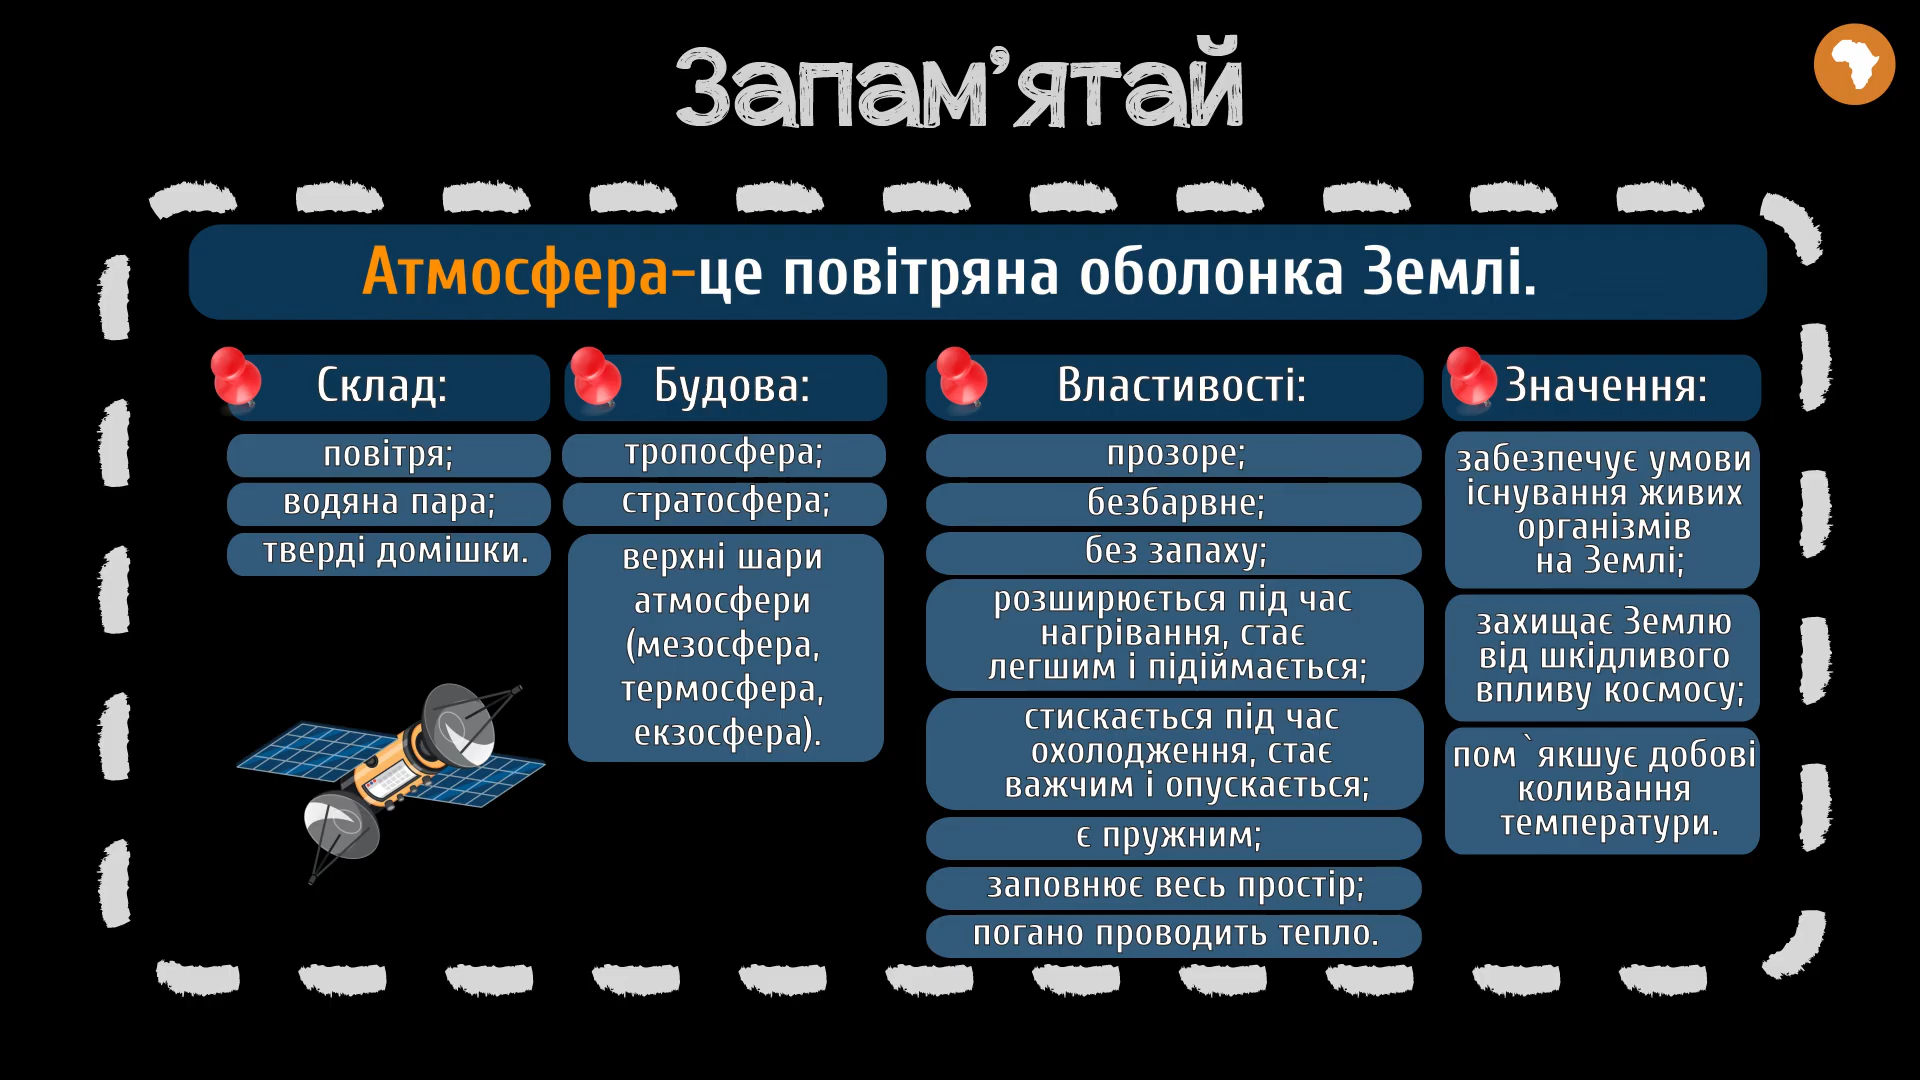 Запам’ятай
Атмосфера-це повітряна оболонка Землі.
Склад:
повітря;
водяна пара;
тверді домішки.
Будова:
тропосфера;
стратосфера;
верхні шари
атмосфери
(мезосфера,
термосфера,
екзосфера).
Властивості:
прозоре;
безбарвне;
без запаху;
розширюється під час
нагрівання, стає
легшим і підіймається;
стискається під час
охолодження, стає
важчим і опускається;
є пружним;
заповнює весь простір;
погано проводить тепло.
Значення:
забезпечує умови
існування живих
організмів
на Землі;
захищає Землю
від шкідливого
впливу космосу;
пом`якшує добові
коливання
температури.